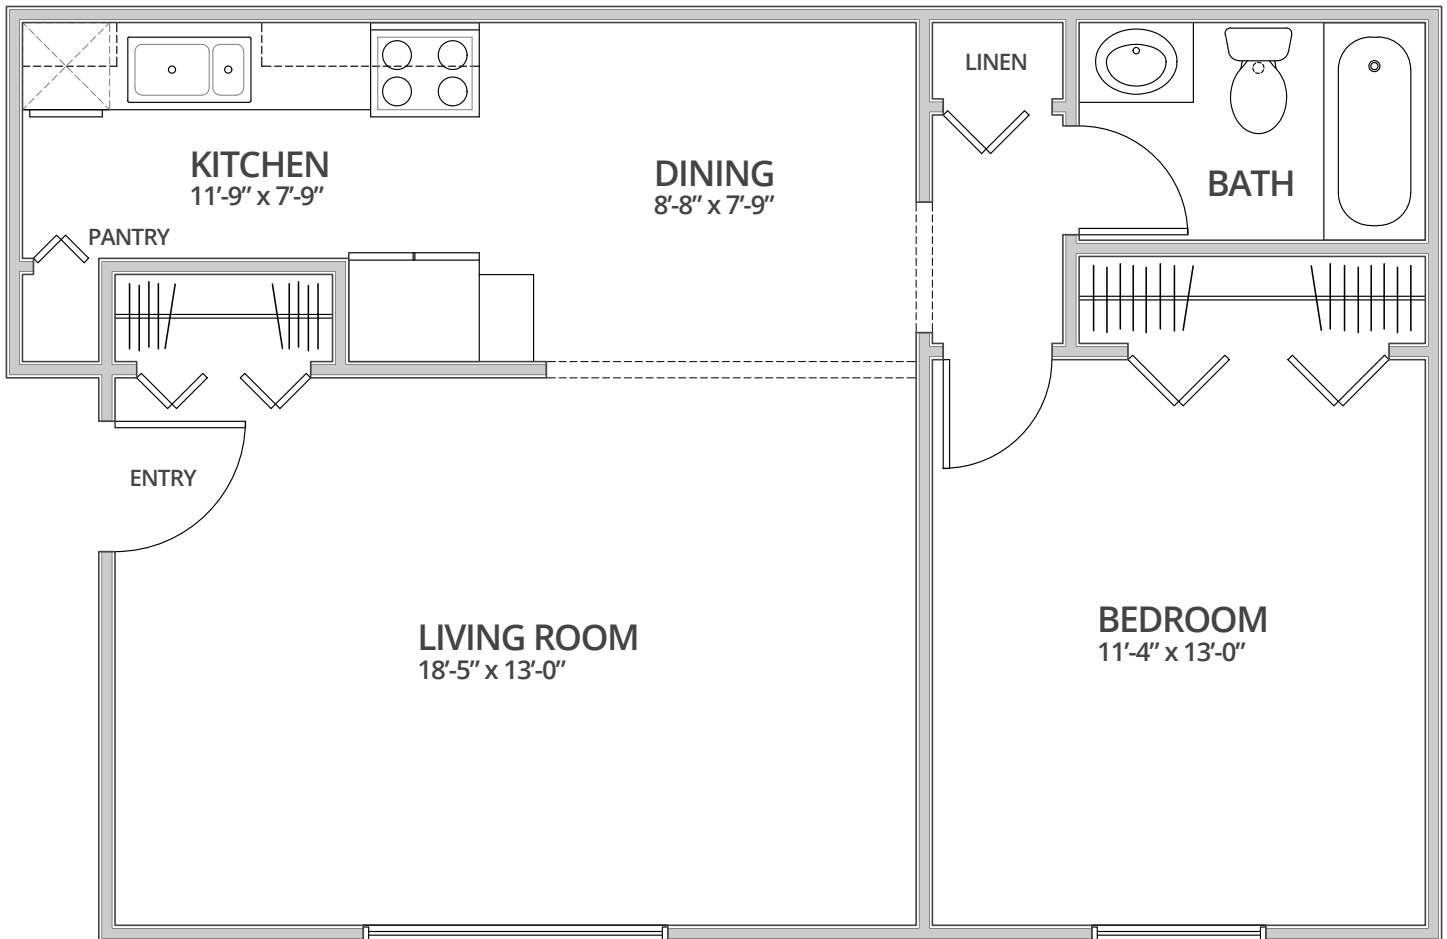 LINEN
KITCHEN
11’-9” x 7’-9”
DINING
8’-8” x 7’-9”
BATH
PANTRY
ENTRY
LIVING ROOM
18’-5” x 13’-0”
BEDROOM
11’-4” x 13’-0”